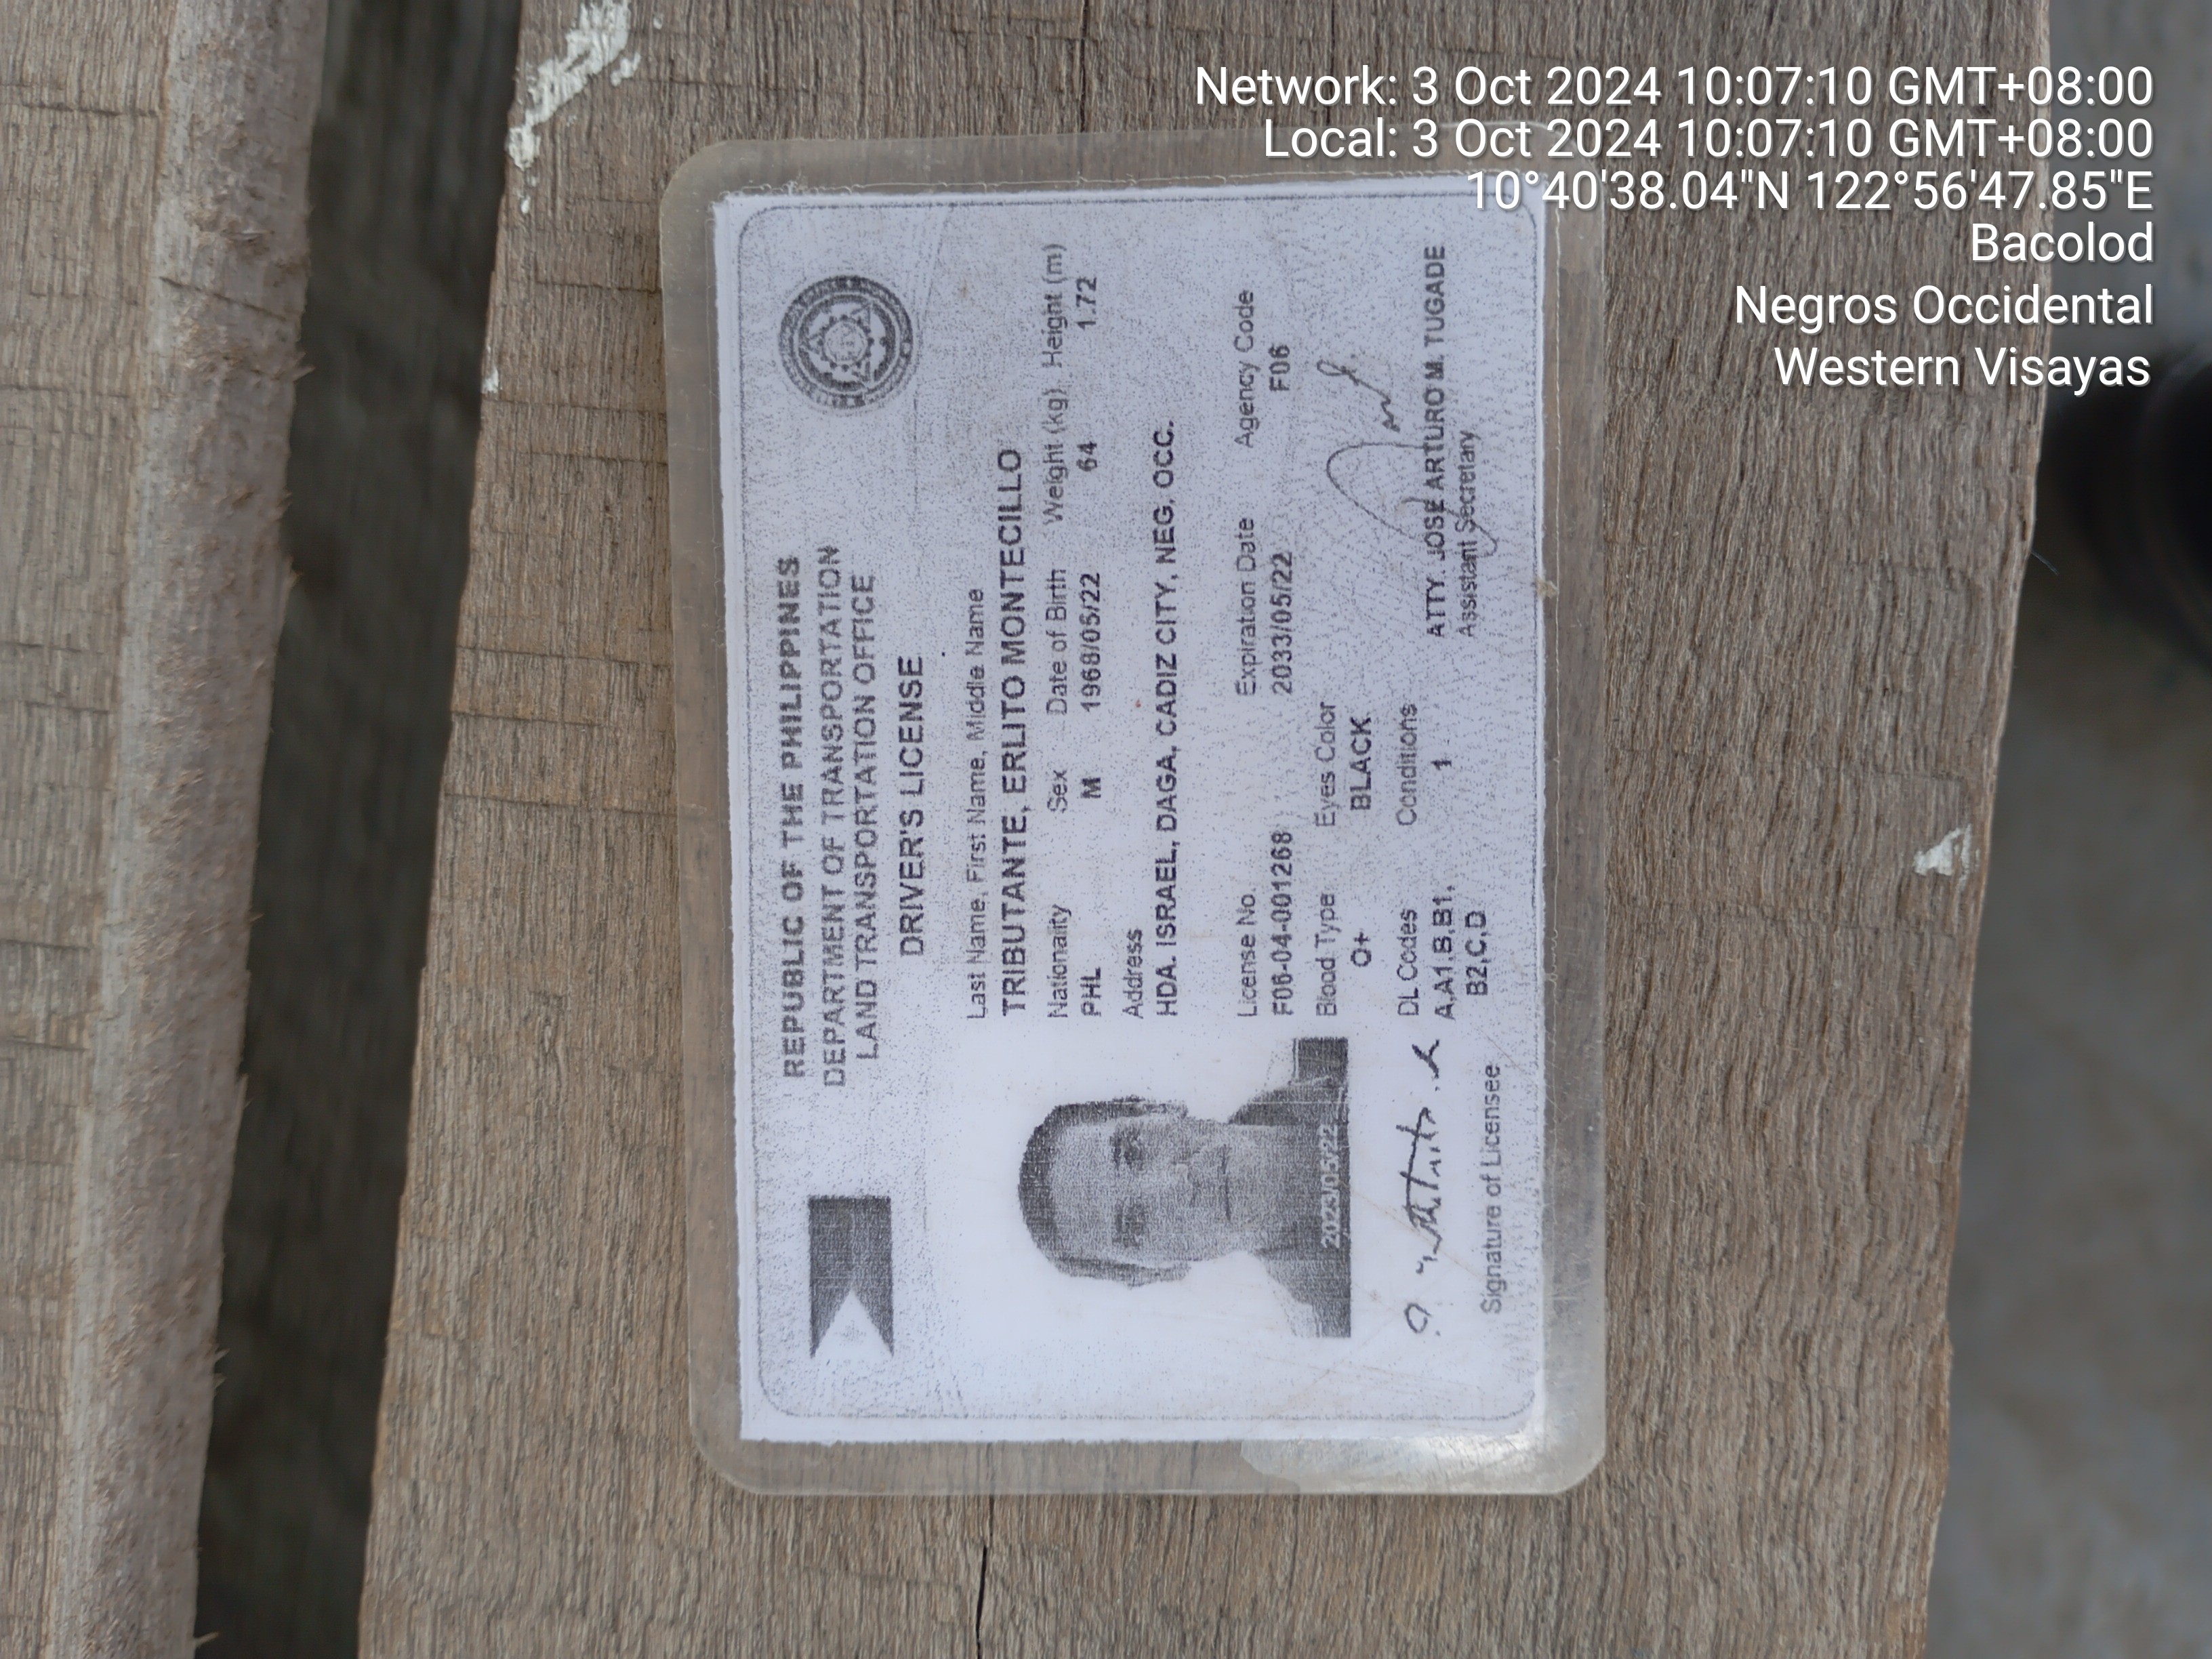 Network: 3 Oct 2024 10:07:10 GMT+08:00
Local: 3 Oct 2024 10:07:10 GMT+08:00
10°40'38.04"N 122°56'47.85"E
Bacolod
Negros Occidental
Western Visayas
REPUBLIC OF THE PHILIPPINES
DEPARTMENT OF TRANSPORTATION
LAND TRANSPORTATION OFFICE
DRIVER'S LICENSE
Last Name, First Name, Middle Name
TRIBUTANTE, ERLITO MONTECILLO
Nationality Sex Date of Birth Weight (kg) Height (m)
PHL M 1968/05/22 64 1.72
Address
HDA. ISRAEL, DAGA, CADIZ CITY, NEG. OCC.
License No. Expiration Date Agency Code
F06-04-001268 2033/05/22 F06
Blood Type Eyes Color
O+ BLACK
DL Codes Conditions
A,A1,B,B1, 1
B2,C,D
2023/05/22
Signature of Licensee
ATTY. JOSE ARTURO M. TUGADE
Assistant Secretary